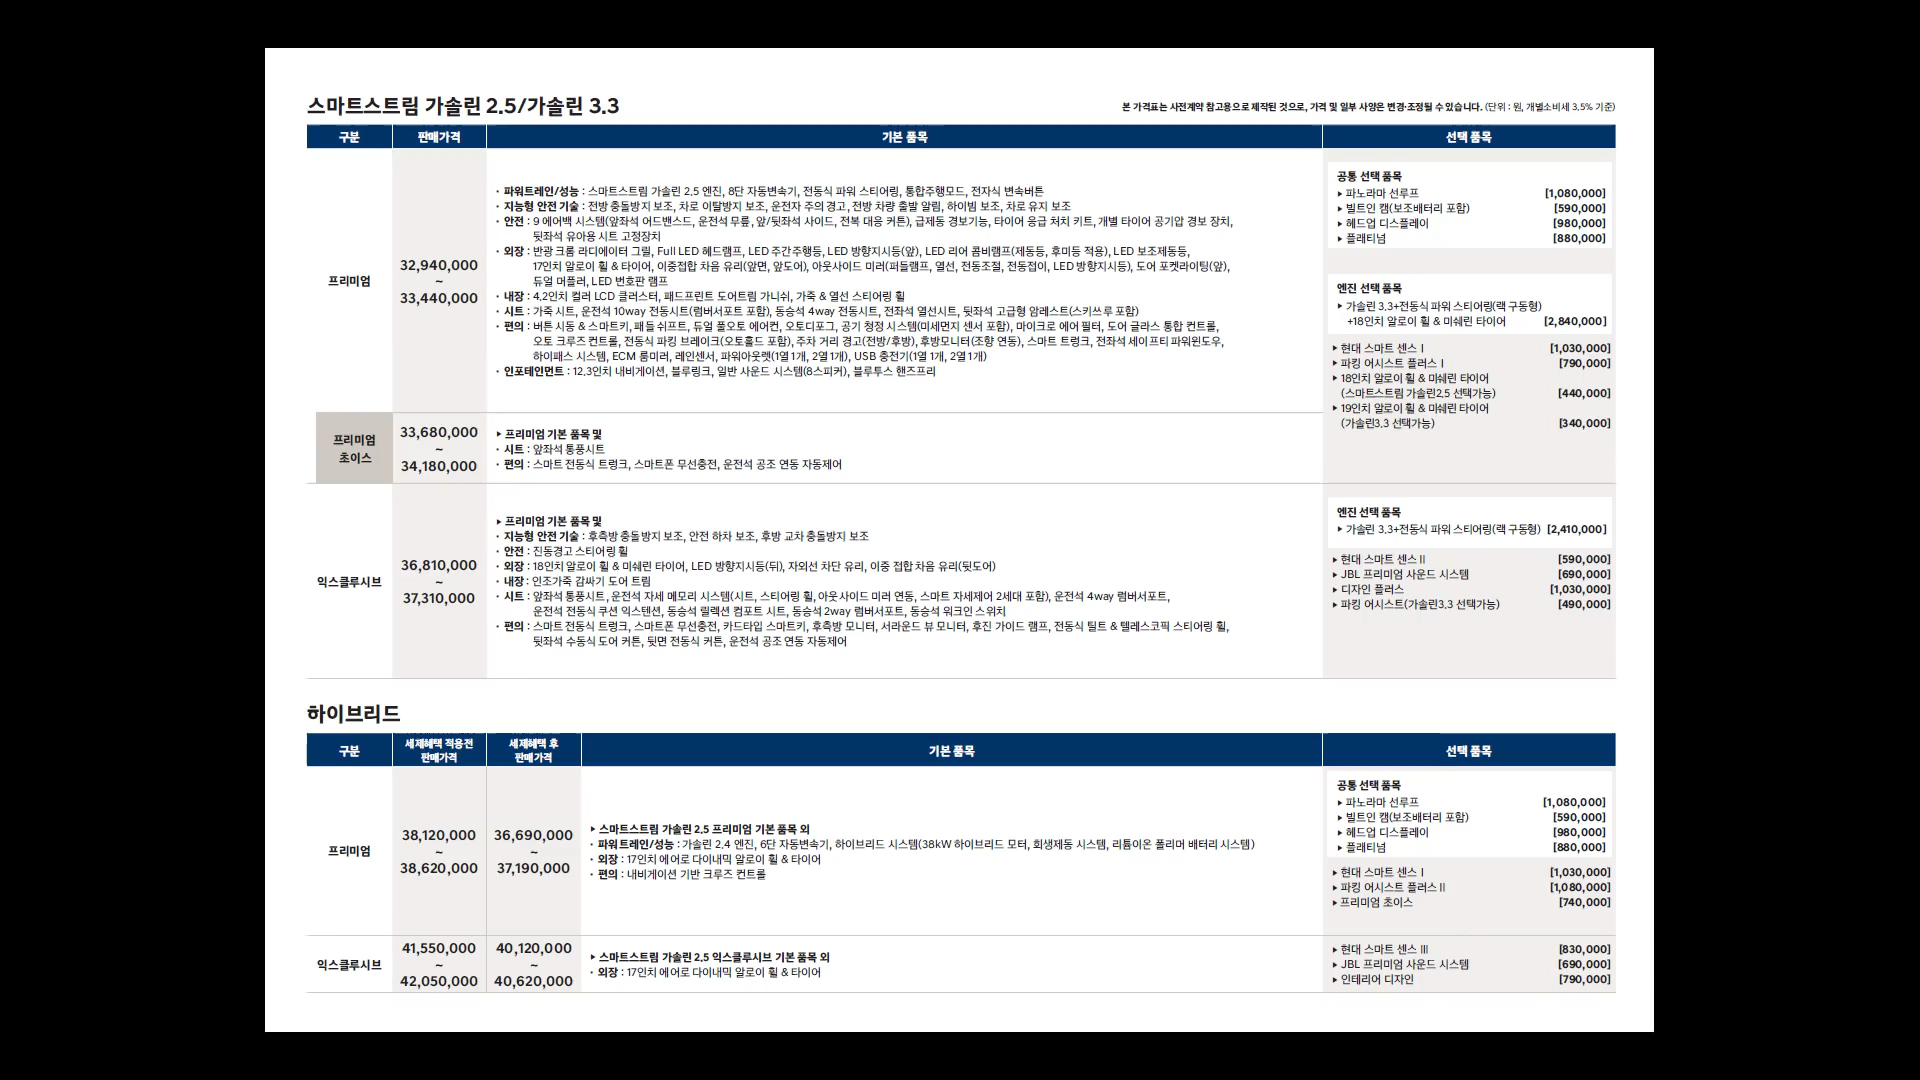 스마트스트림 가솔린 2.5/가솔린 3.3
본 가격표는 사전계약 참고용으로 제작된 것으로, 가격 및 일부 사양은 변경·조정될 수 있습니다. (단위 : 원, 개별소비세 3.5% 기준)
구분 판매가격 기본 품목 선택 품목
프리미엄
32,940,000
~
33,440,000
· 파워트레인/성능 : 스마트스트림 가솔린 2.5 엔진, 8단 자동변속기, 전동식 파워 스티어링, 통합주행모드, 전자식 변속버튼
· 지능형 안전 기술 : 전방 충돌방지 보조, 차로 이탈방지 보조, 운전자 주의 경고, 전방 차량 출발 알림, 하이빔 보조, 차로 유지 보조
· 안전 : 9 에어백 시스템(앞좌석 어드밴스드, 운전석 무릎, 앞/뒷좌석 사이드, 전복 대응 커튼), 급제동 경보기능, 타이어 응급 처치 키트, 개별 타이어 공기압 경보 장치,
뒷좌석 유아용 시트 고정장치
· 외장 : 반광 크롬 라디에이터 그릴, Full LED 헤드램프, LED 주간주행등, LED 방향지시등(앞), LED 리어 콤비램프(제동등, 후미등 적용), LED 보조제동등,
17인치 알로이 휠 & 타이어, 이중접합 차음 유리(앞면, 앞도어), 아웃사이드 미러(퍼들램프, 열선, 전동조절, 전동접이, LED 방향지시등), 도어 포켓라이팅(앞),
듀얼 머플러, LED 번호판 램프
· 내장 : 4.2인치 컬러 LCD 클러스터, 패드프린트 도어트림 가니쉬, 가죽 & 열선 스티어링 휠
· 시트 : 가죽 시트, 운전석 10way 전동시트(럼버서포트 포함), 동승석 4way 전동시트, 전좌석 열선시트, 뒷좌석 고급형 암레스트(스키쓰루 포함)
· 편의 : 버튼 시동 & 스마트키, 패들 쉬프트, 듀얼 풀오토 에어컨, 오토디포그, 공기 청정 시스템(미세먼지 센서 포함), 마이크로 에어 필터, 도어 글라스 통합 컨트롤,
오토 크루즈 컨트롤, 전동식 파킹 브레이크(오토홀드 포함), 주차 거리 경고(전방/후방), 후방모니터(조향 연동), 스마트 트렁크, 전좌석 세이프티 파워윈도우,
하이패스 시스템, ECM 룸미러, 레인센서, 파워아웃렛(1열 1개, 2열 1개), USB 충전기(1열 1개, 2열 1개)
· 인포테인먼트 : 12.3인치 내비게이션, 블루링크, 일반 사운드 시스템(8스피커), 블루투스 핸즈프리
공통 선택 품목
▸ 파노라마 선루프 [1,080,000]
▸ 빌트인 캠(보조배터리 포함) [590,000]
▸ 헤드업 디스플레이 [980,000]
▸ 플래티넘 [880,000]
엔진 선택 품목
▸ 가솔린 3.3+전동식 파워 스티어링(랙 구동형)
+18인치 알로이 휠 & 미쉐린 타이어 [2,840,000]
▸ 현대 스마트 센스 Ⅰ [1,030,000]
▸ 파킹 어시스트 플러스 Ⅰ [790,000]
▸ 18인치 알로이 휠 & 미쉐린 타이어
(스마트스트림 가솔린2.5 선택가능) [440,000]
▸ 19인치 알로이 휠 & 미쉐린 타이어
(가솔린3.3 선택가능) [340,000]
프리미엄
초이스
33,680,000
~
34,180,000
▸ 프리미엄 기본 품목 및
· 시트 : 앞좌석 통풍시트
· 편의 : 스마트 전동식 트렁크, 스마트폰 무선충전, 운전석 공조 연동 자동제어
익스클루시브
36,810,000
~
37,310,000
▸ 프리미엄 기본 품목 및
· 지능형 안전 기술 : 후측방 충돌방지 보조, 안전 하차 보조, 후방 교차 충돌방지 보조
· 안전 : 진동경고 스티어링 휠
· 외장 : 18인치 알로이 휠 & 미쉐린 타이어, LED 방향지시등(뒤), 자외선 차단 유리, 이중 접합 차음 유리(뒷도어)
· 내장 : 인조가죽 감싸기 도어 트림
· 시트 : 앞좌석 통풍시트, 운전석 자세 메모리 시스템(시트, 스티어링 휠, 아웃사이드 미러 연동, 스마트 자세제어 2세대 포함), 운전석 4way 럼버서포트,
운전석 전동식 쿠션 익스텐션, 동승석 릴렉션 컴포트 시트, 동승석 2way 럼버서포트, 동승석 워크인 스위치
· 편의 : 스마트 전동식 트렁크, 스마트폰 무선충전, 카드타입 스마트키, 후측방 모니터, 서라운드 뷰 모니터, 후진 가이드 램프, 전동식 틸트 & 텔레스코픽 스티어링 휠,
뒷좌석 수동식 도어 커튼, 뒷면 전동식 커튼, 운전석 공조 연동 자동제어
엔진 선택 품목
▸ 가솔린 3.3+전동식 파워 스티어링(랙 구동형) [2,410,000]
▸ 현대 스마트 센스 Ⅱ [590,000]
▸ JBL 프리미엄 사운드 시스템 [690,000]
▸ 디자인 플러스 [1,030,000]
▸ 파킹 어시스트(가솔린3.3 선택가능) [490,000]
하이브리드
구분 세제혜택 적용전 판매가격 세제혜택 후 판매가격 기본 품목 선택 품목
프리미엄
38,120,000
~
38,620,000
36,690,000
~
37,190,000
▸ 스마트스트림 가솔린 2.5 프리미엄 기본 품목 외
· 파워트레인/성능 : 가솔린 2.4 엔진, 6단 자동변속기, 하이브리드 시스템(38kW 하이브리드 모터, 회생제동 시스템, 리튬이온 폴리머 배터리 시스템)
· 외장 : 17인치 에어로 다이내믹 알로이 휠 & 타이어
· 편의 : 내비게이션 기반 크루즈 컨트롤
공통 선택 품목
▸ 파노라마 선루프 [1,080,000]
▸ 빌트인 캠(보조배터리 포함) [590,000]
▸ 헤드업 디스플레이 [980,000]
▸ 플래티넘 [880,000]
▸ 현대 스마트 센스 Ⅰ [1,030,000]
▸ 파킹 어시스트 플러스 Ⅱ [1,080,000]
▸ 프리미엄 초이스 [740,000]
익스클루시브
41,550,000
~
42,050,000
40,120,000
~
40,620,000
▸ 스마트스트림 가솔린 2.5 익스클루시브 기본 품목 외
· 외장 : 17인치 에어로 다이내믹 알로이 휠 & 타이어
▸ 현대 스마트 센스 Ⅲ [830,000]
▸ JBL 프리미엄 사운드 시스템 [690,000]
▸ 인테리어 디자인 [790,000]